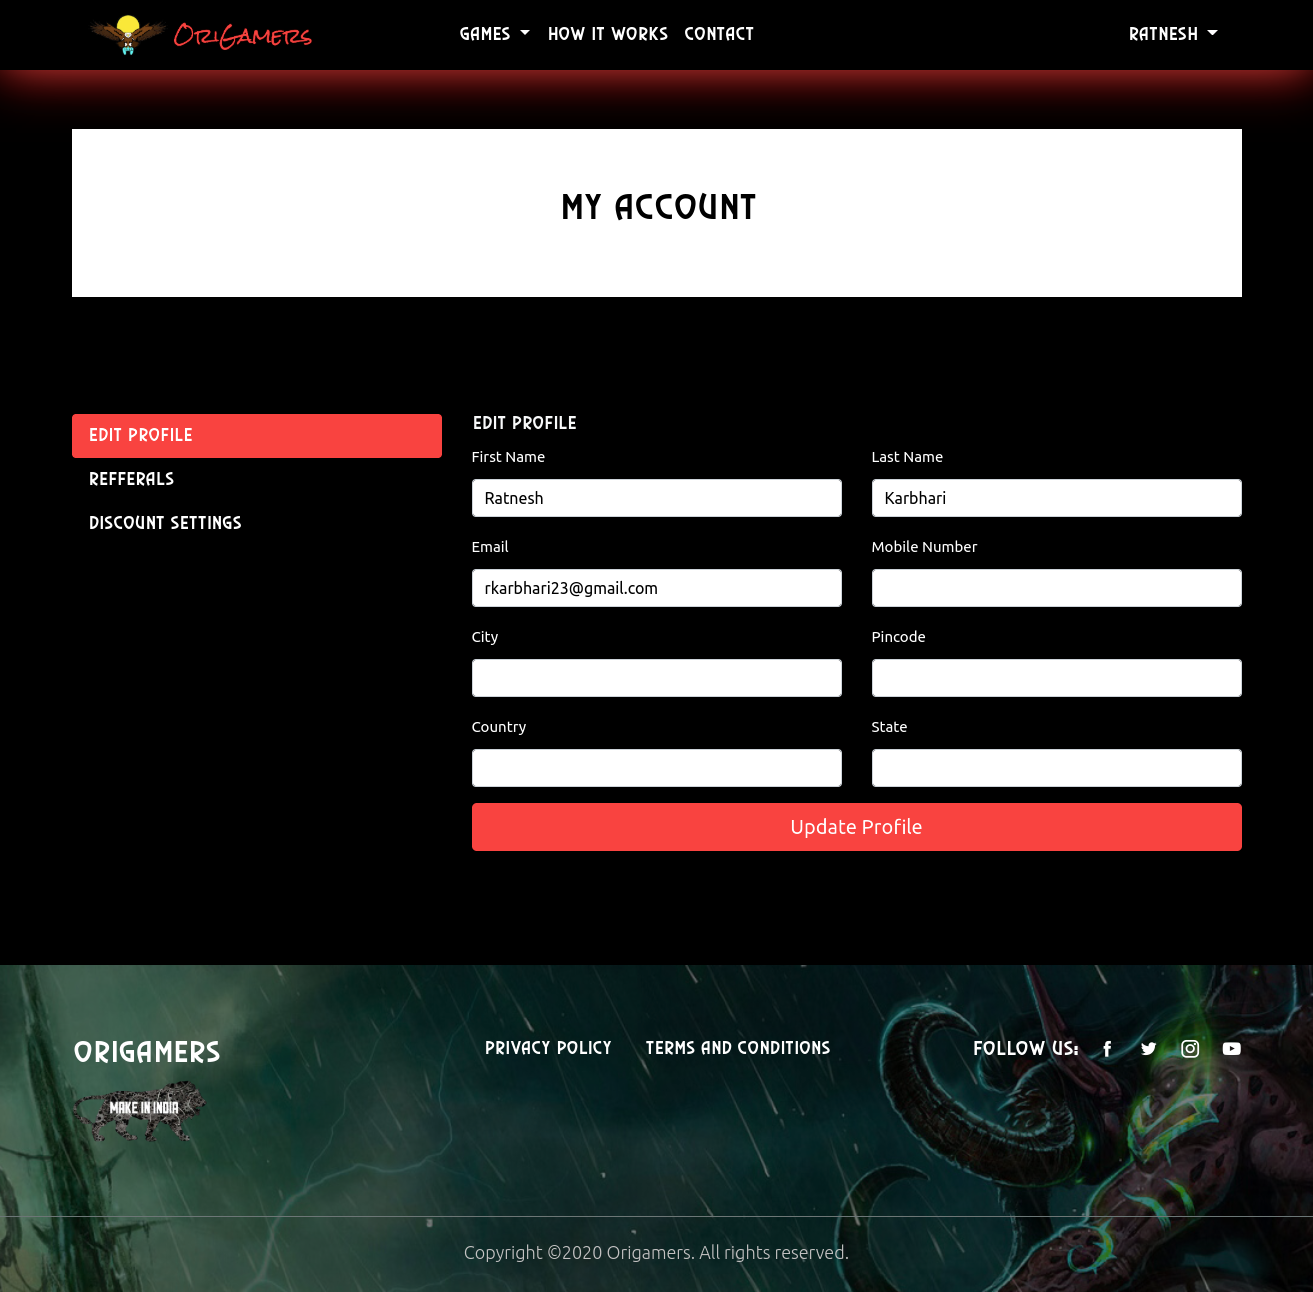 OriGamers GAMES HOW IT WORKS CONTACT RATNESH
MY ACCOUNT
EDIT PROFILE
REFFERALS
DISCOUNT SETTINGS
EDIT PROFILE
First Name Last Name
Ratnesh Karbhari
Email Mobile Number
rkarbhari23@gmail.com
City Pincode
Country State
Update Profile
ORIGAMERS PRIVACY POLICY TERMS AND CONDITIONS FOLLOW US:
MAKE IN INDIA
Copyright ©2020 Origamers. All rights reserved.